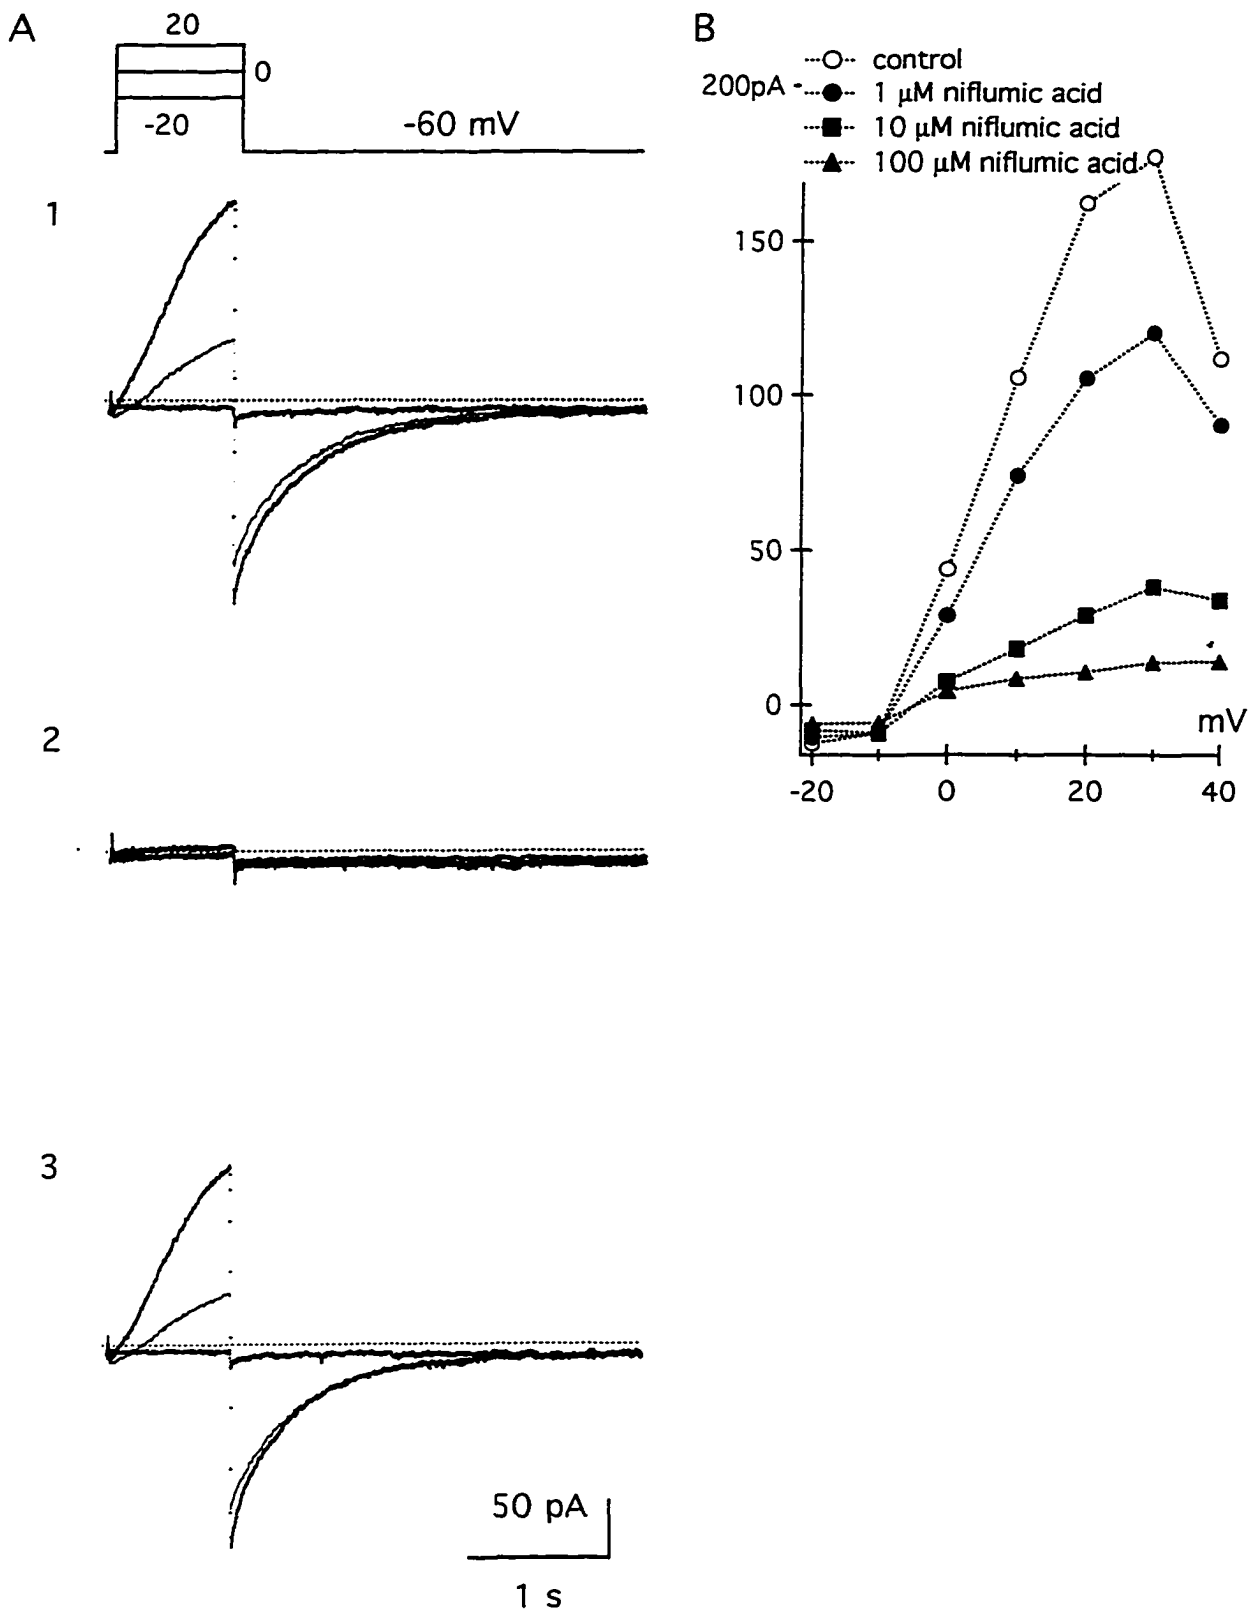 A
20
0
-20
-60 mV
1
2
3
50 pA
1 s
B
control
200pA
1 µM niflumic acid
10 µM niflumic acid
100 µM niflumic acid
150
100
50
0
mV
-20 0 20 40